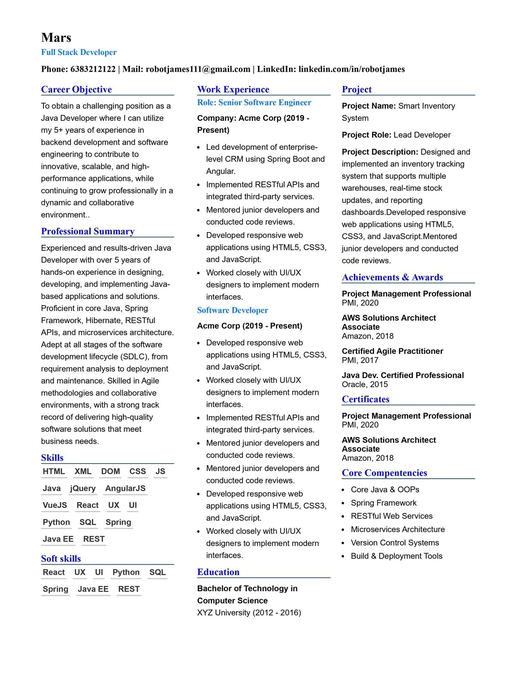 Mars
Full Stack Developer
Phone: 6383212122 | Mail: robotjames111@gmail.com | LinkedIn: linkedin.com/in/robotjames
Career Objective
To obtain a challenging position as a
Java Developer where I can utilize
my 5+ years of experience in
backend development and software
engineering to contribute to
innovative, scalable, and high-
performance applications, while
continuing to grow professionally in a
dynamic and collaborative
environment..
Professional Summary
Experienced and results-driven Java
Developer with over 5 years of
hands-on experience in designing,
developing, and implementing Java-
based applications and solutions.
Proficient in core Java, Spring
Framework, Hibernate, RESTful
APIs, and microservices architecture.
Adept at all stages of the software
development lifecycle (SDLC), from
requirement analysis to deployment
and maintenance. Skilled in Agile
methodologies and collaborative
environments, with a strong track
record of delivering high-quality
software solutions that meet
business needs.
Skills
HTML XML DOM CSS JS
Java jQuery AngularJS
VueJS React UX UI
Python SQL Spring
Java EE REST
Soft skills
React UX UI Python SQL
Spring Java EE REST
Work Experience
Role: Senior Software Engineer
Company: Acme Corp (2019 -
Present)
• Led development of enterprise-
level CRM using Spring Boot and
Angular.
• Implemented RESTful APIs and
integrated third-party services.
• Mentored junior developers and
conducted code reviews.
• Developed responsive web
applications using HTML5, CSS3,
and JavaScript.
• Worked closely with UI/UX
designers to implement modern
interfaces.
Software Developer
Acme Corp (2019 - Present)
• Developed responsive web
applications using HTML5, CSS3,
and JavaScript.
• Worked closely with UI/UX
designers to implement modern
interfaces.
• Implemented RESTful APIs and
integrated third-party services.
• Mentored junior developers and
conducted code reviews.
• Mentored junior developers and
conducted code reviews.
• Developed responsive web
applications using HTML5, CSS3,
and JavaScript.
• Worked closely with UI/UX
designers to implement modern
interfaces.
Education
Bachelor of Technology in
Computer Science
XYZ University (2012 - 2016)
Project
Project Name: Smart Inventory
System
Project Role: Lead Developer
Project Description: Designed and
implemented an inventory tracking
system that supports multiple
warehouses, real-time stock
updates, and reporting
dashboards.Developed responsive
web applications using HTML5,
CSS3, and JavaScript.Mentored
junior developers and conducted
code reviews.
Achievements & Awards
Project Management Professional
PMI, 2020
AWS Solutions Architect
Associate
Amazon, 2018
Certified Agile Practitioner
PMI, 2017
Java Dev. Certified Professional
Oracle, 2015
Certificates
Project Management Professional
PMI, 2020
AWS Solutions Architect
Associate
Amazon, 2018
Core Compentencies
• Core Java & OOPs
• Spring Framework
• RESTful Web Services
• Microservices Architecture
• Version Control Systems
• Build & Deployment Tools